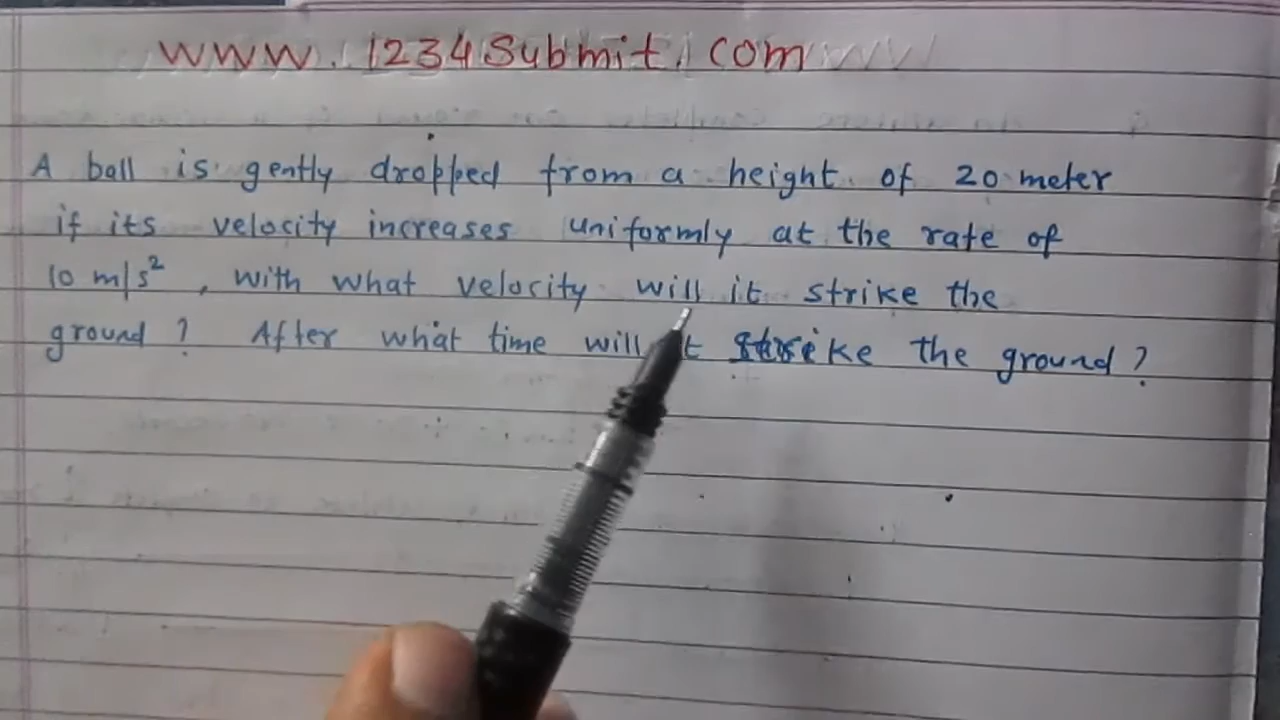 www.1234Submit.com
A ball is gently dropped from a height of 20 meter
if its velocity increases uniformly at the rate of
10 m/s², with what velocity will it strike the
ground? After what time will it strike the ground?